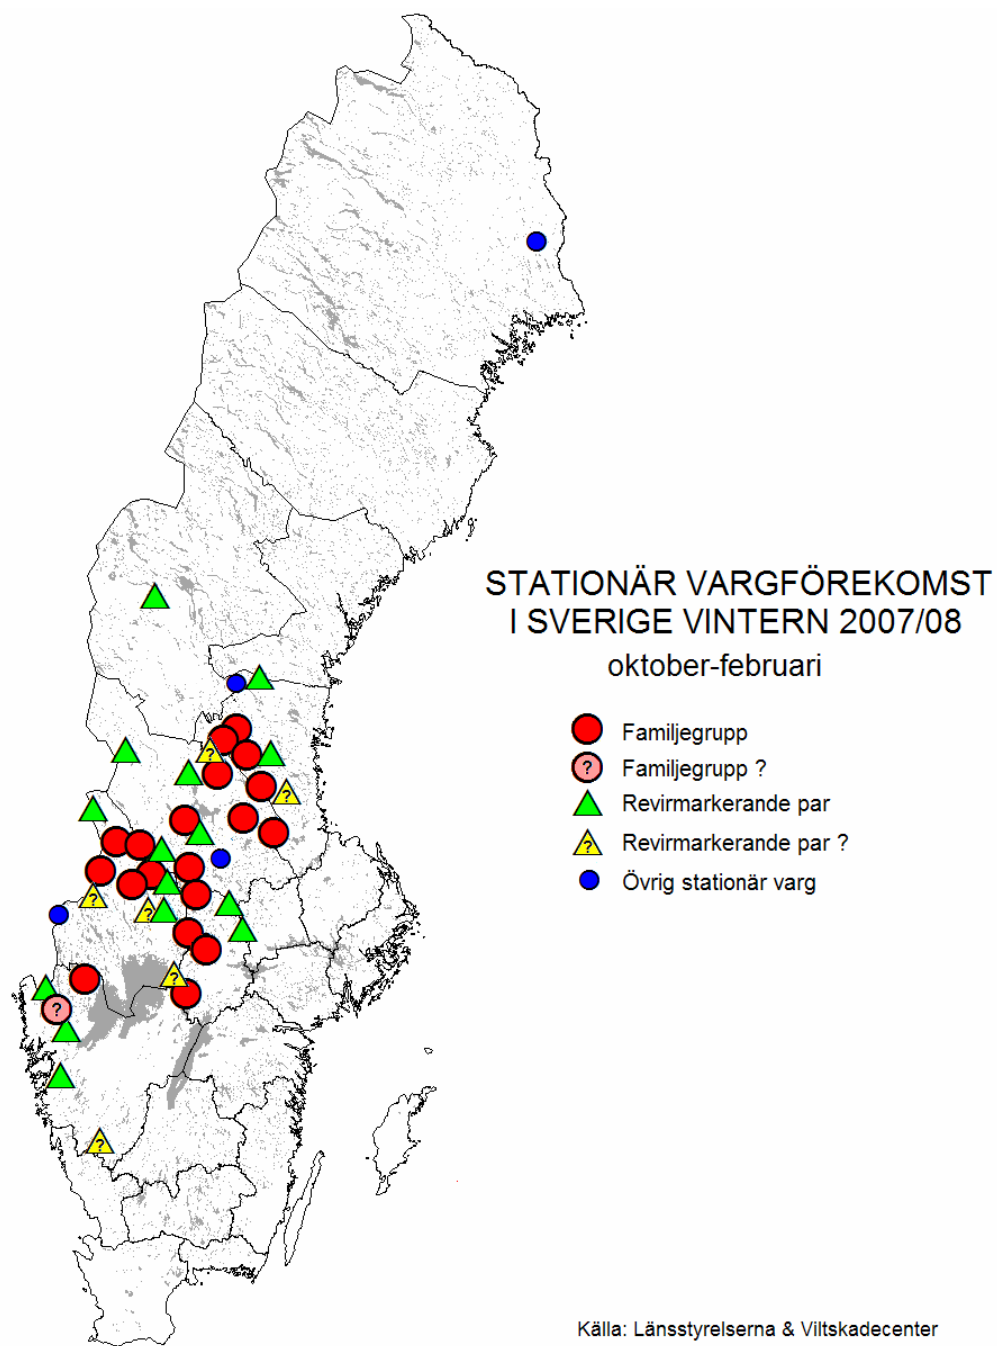 STATIONÄR VARGFÖREKOMST
I SVERIGE VINTERN 2007/08
oktober-februari
Familjegrupp
? Familjegrupp ?
Revirmarkerande par
? Revirmarkerande par ?
Övrig stationär varg
?
?
?
?
?
?
?
Källa: Länsstyrelserna & Viltskadecenter